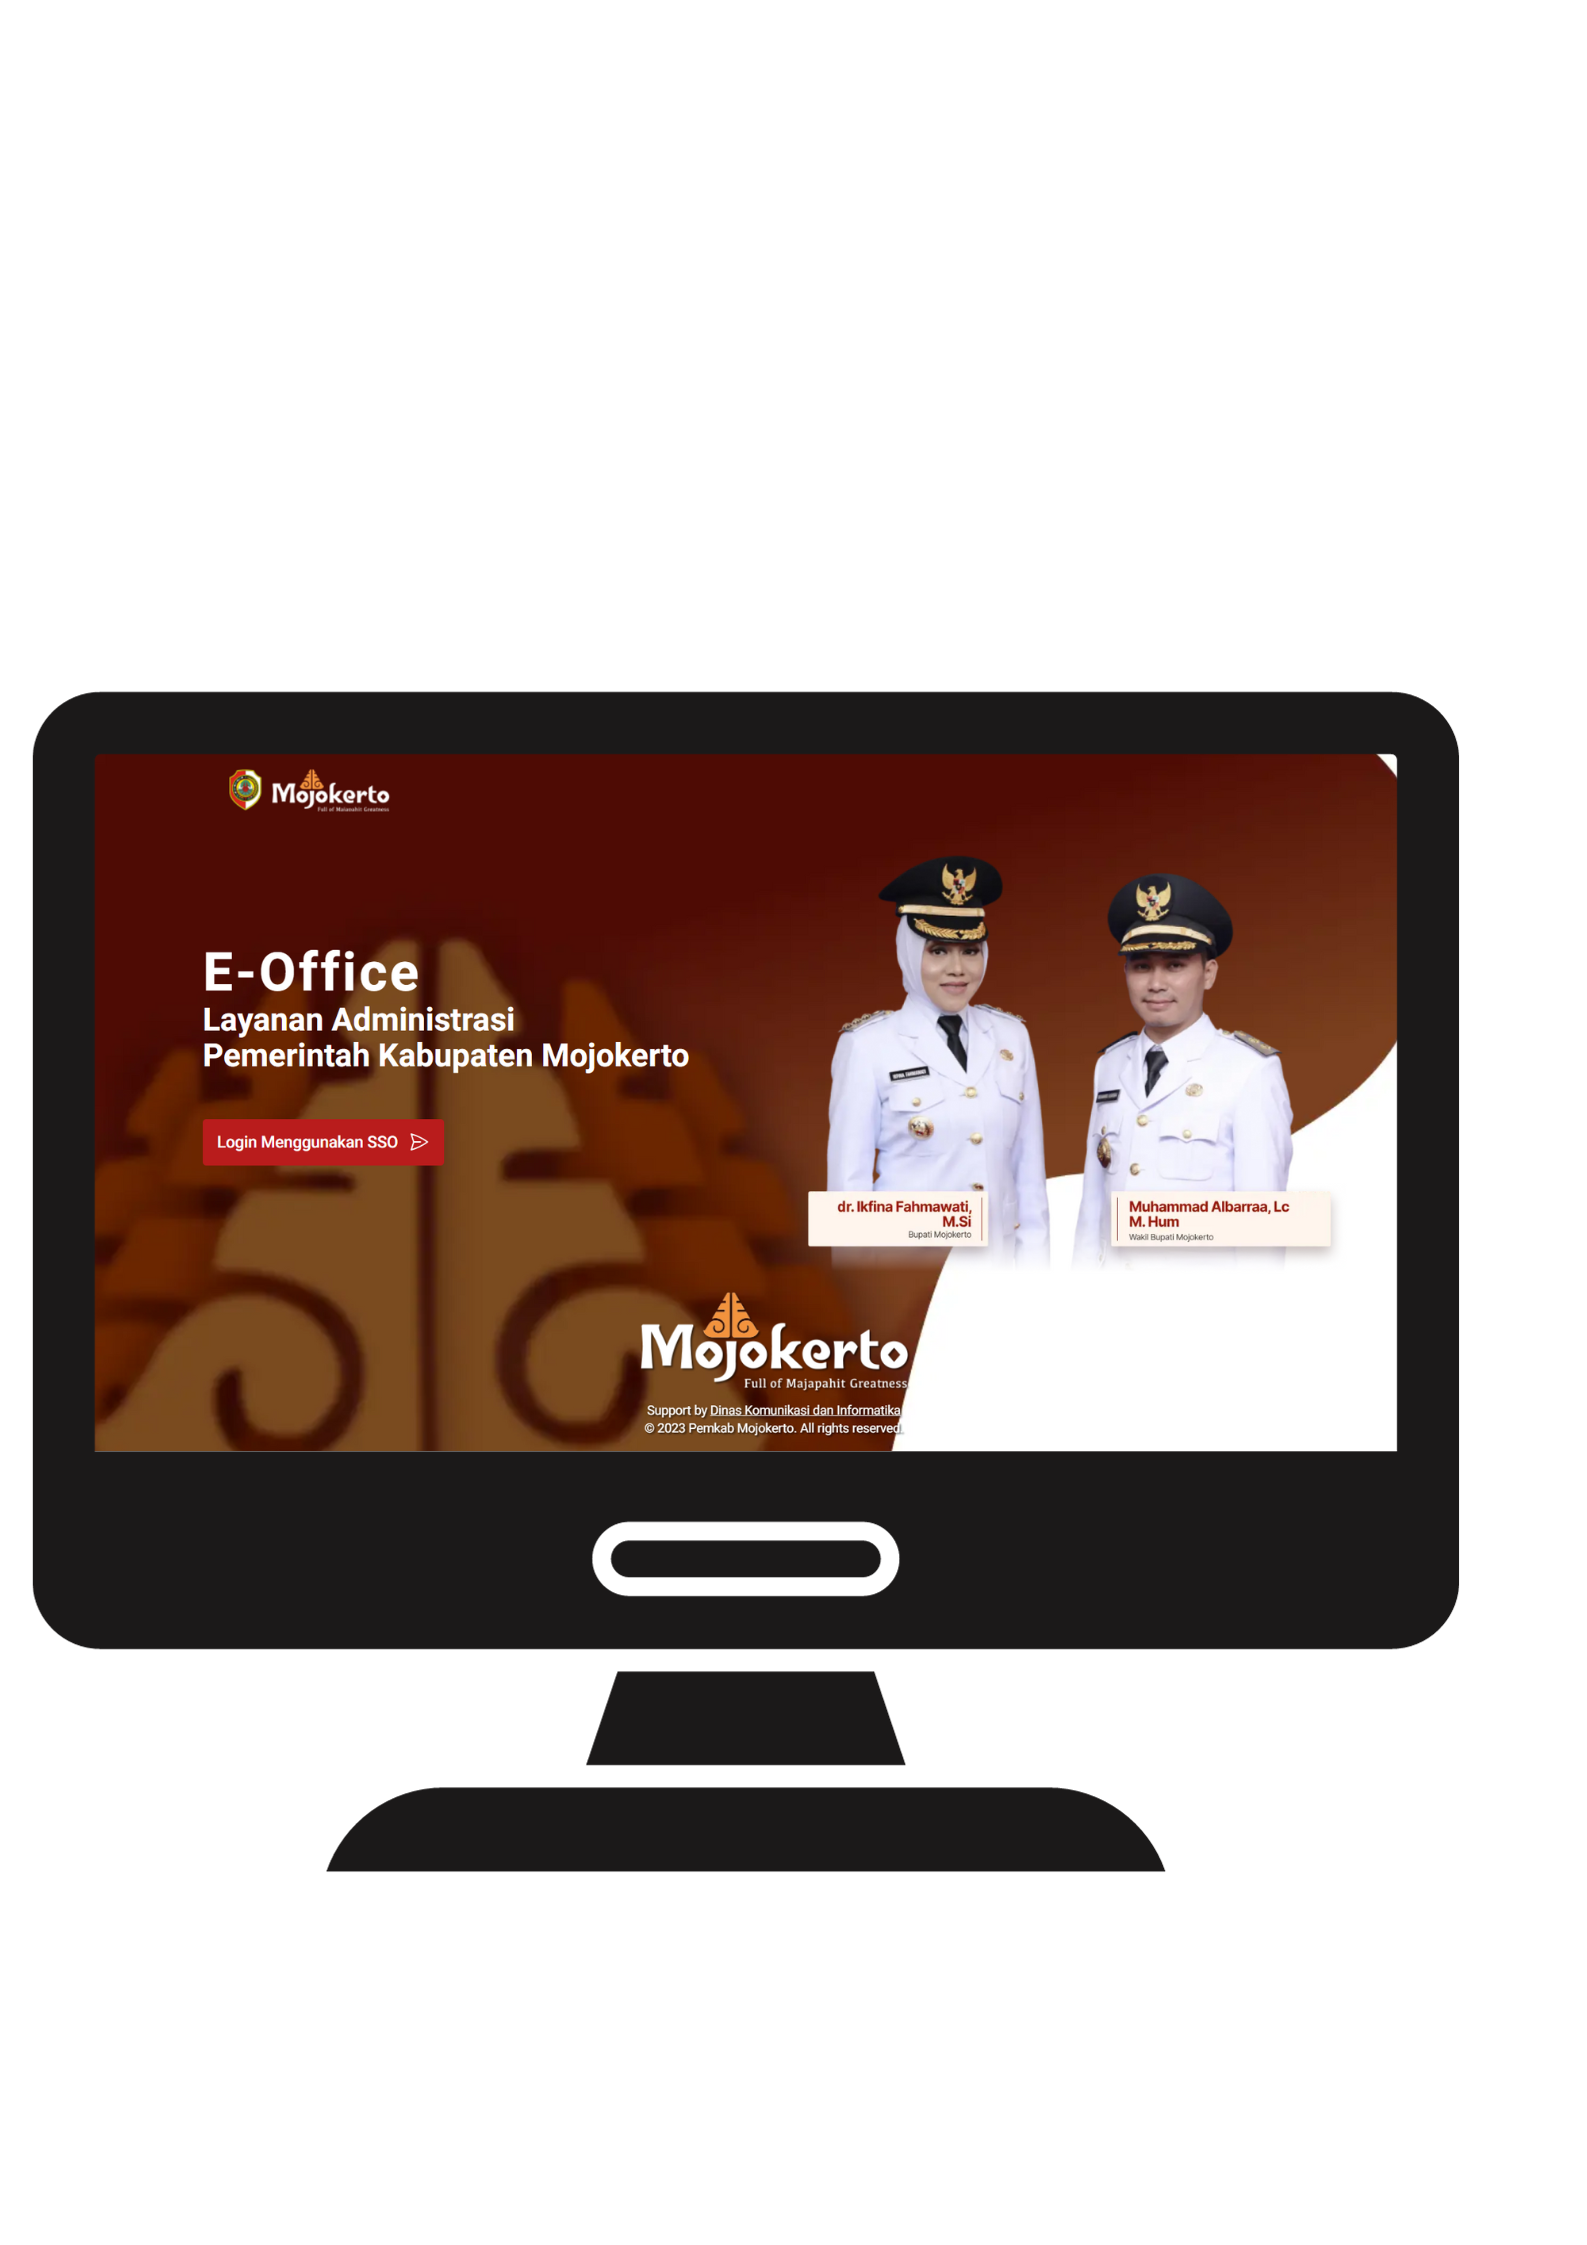 Mojokerto
Full of Majapahit Greatness
E-Office
Layanan Administrasi
Pemerintah Kabupaten Mojokerto
Login Menggunakan SSO
IKFINA FAHMAWATI
dr. Ikfina Fahmawati,
M.Si
Bupati Mojokerto
Muhammad Albarraa, Lc
M. Hum
Wakil Bupati Mojokerto
Mojokerto
Full of Majapahit Greatness
Support by Dinas Komunikasi dan Informatika
© 2023 Pemkab Mojokerto. All rights reserved.